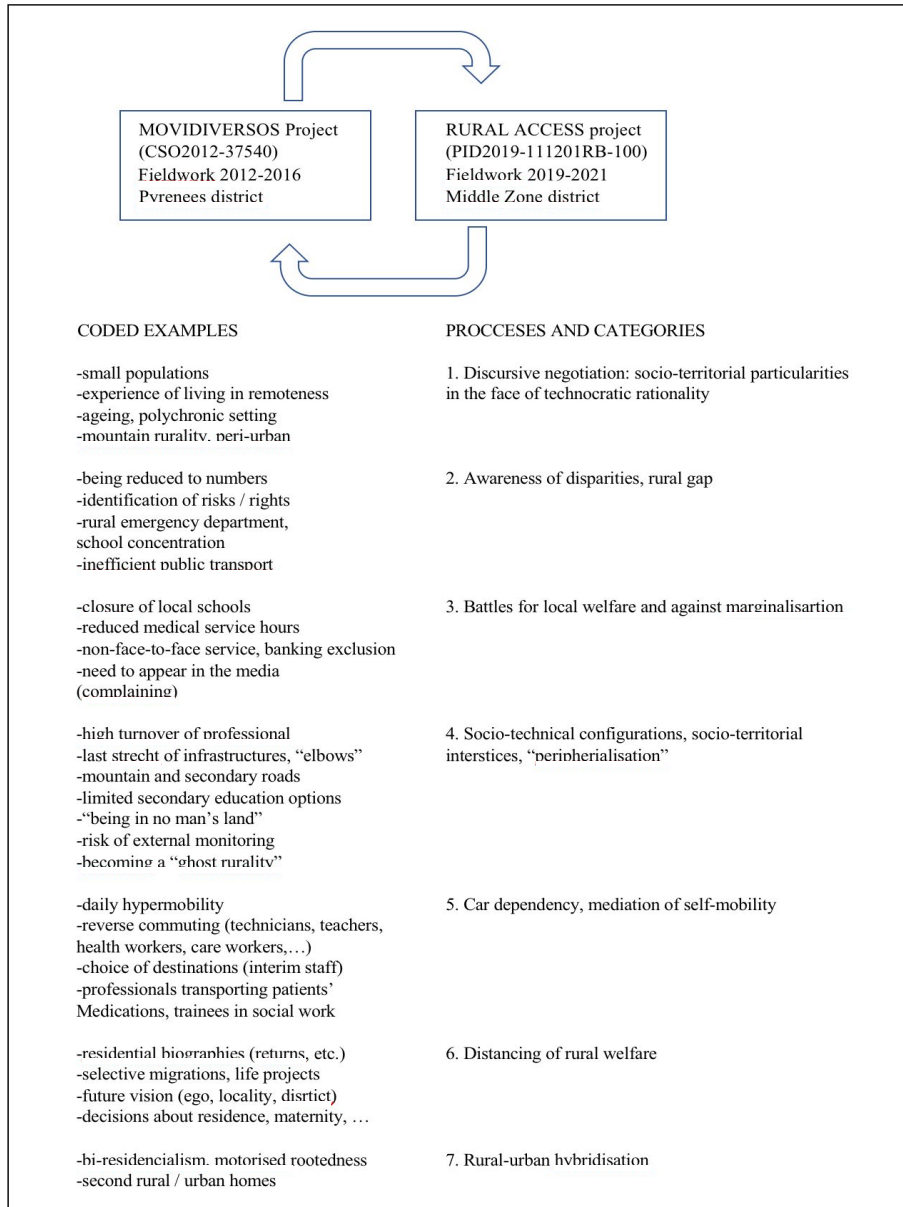 MOVIDIVERSOS Project
(CSO2012-37540)
Fieldwork 2012-2016
Pyrenees district
RURAL ACCESS project
(PID2019-111201RB-100)
Fieldwork 2019-2021
Middle Zone district
CODED EXAMPLES
PROCCESES AND CATEGORIES
-small populations
-experience of living in remoteness
-ageing, polychronic setting
-mountain rurality, peri-urban
1. Discursive negotiation: socio-territorial particularities
in the face of technocratic rationality
-being reduced to numbers
-identification of risks / rights
-rural emergency department,
school concentration
-inefficient public transport
2. Awareness of disparities, rural gap
-closure of local schools
-reduced medical service hours
-non-face-to-face service, banking exclusion
-need to appear in the media
(complaining)
3. Battles for local welfare and against marginalisartion
-high turnover of professional
-last strecht of infrastructures, “elbows”
-mountain and secondary roads
-limited secondary education options
-“being in no man’s land”
-risk of external monitoring
-becoming a “ghost rurality”
4. Socio-technical configurations, socio-territorial
interstices, “peripherialisation”
-daily hypermobility
-reverse commuting (technicians, teachers,
health workers, care workers,…)
-choice of destinations (interim staff)
-professionals transporting patients’
Medications, trainees in social work
5. Car dependency, mediation of self-mobility
-residential biographies (returns, etc.)
-selective migrations, life projects
-future vision (ego, locality, disrtict)
-decisions about residence, maternity, …
6. Distancing of rural welfare
-bi-residencialism, motorised rootedness
-second rural / urban homes
7. Rural-urban hybridisation